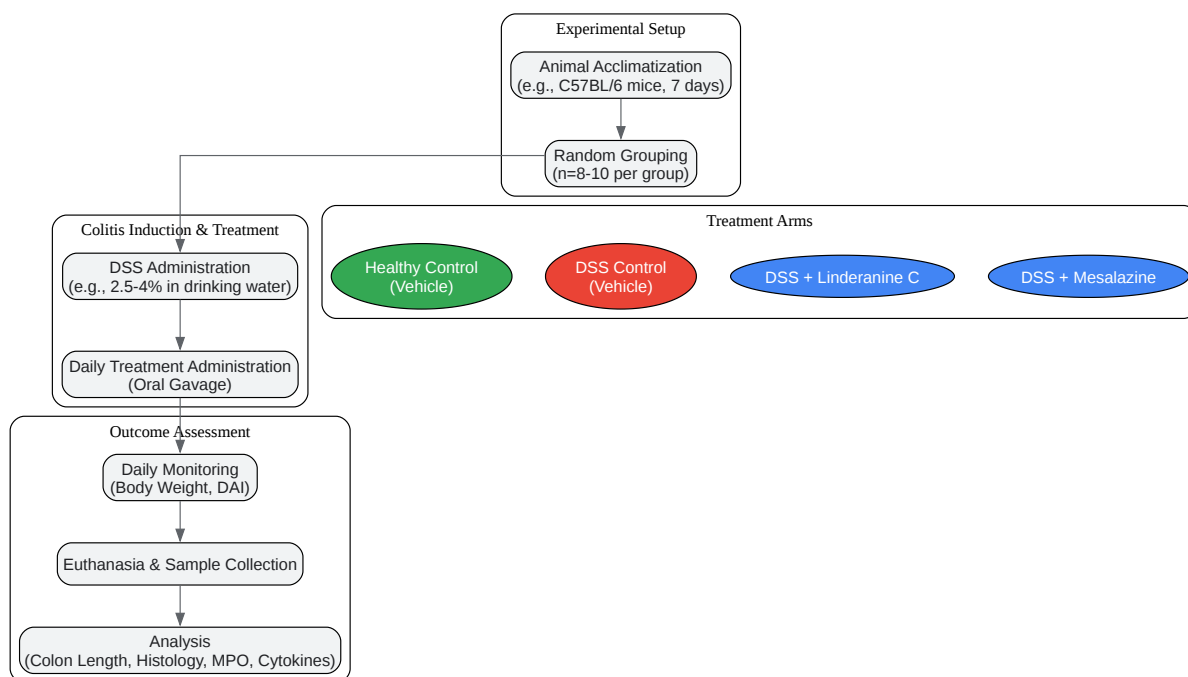 Experimental Setup
Animal Acclimatization
(e.g., C57BL/6 mice, 7 days)
Random Grouping
(n=8-10 per group)
Colitis Induction & Treatment
DSS Administration
(e.g., 2.5-4% in drinking water)
Daily Treatment Administration
(Oral Gavage)
Treatment Arms
Healthy Control
(Vehicle)
DSS Control
(Vehicle)
DSS + Linderanine C
DSS + Mesalazine
Outcome Assessment
Daily Monitoring
(Body Weight, DAI)
Euthanasia & Sample Collection
Analysis
(Colon Length, Histology, MPO, Cytokines)